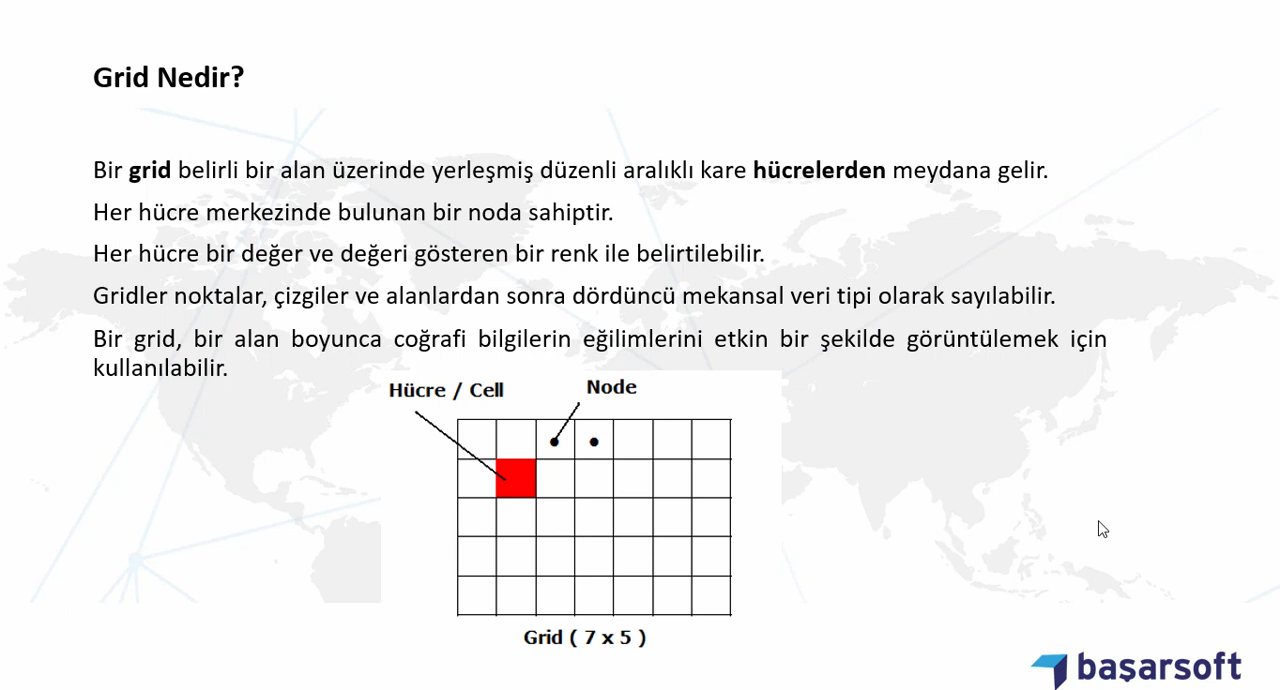 Grid Nedir?
Bir grid belirli bir alan üzerinde yerleşmiş düzenli aralıklı kare hücrelerden meydana gelir.
Her hücre merkezinde bulunan bir noda sahiptir.
Her hücre bir değer ve değeri gösteren bir renk ile belirtilebilir.
Gridler noktalar, çizgiler ve alanlardan sonra dördüncü mekansal veri tipi olarak sayılabilir.
Bir grid, bir alan boyunca coğrafi bilgilerin eğilimlerini etkin bir şekilde görüntülemek için
kullanılabilir.
Hücre / Cell
Node
Grid ( 7 x 5 )
başarsoft